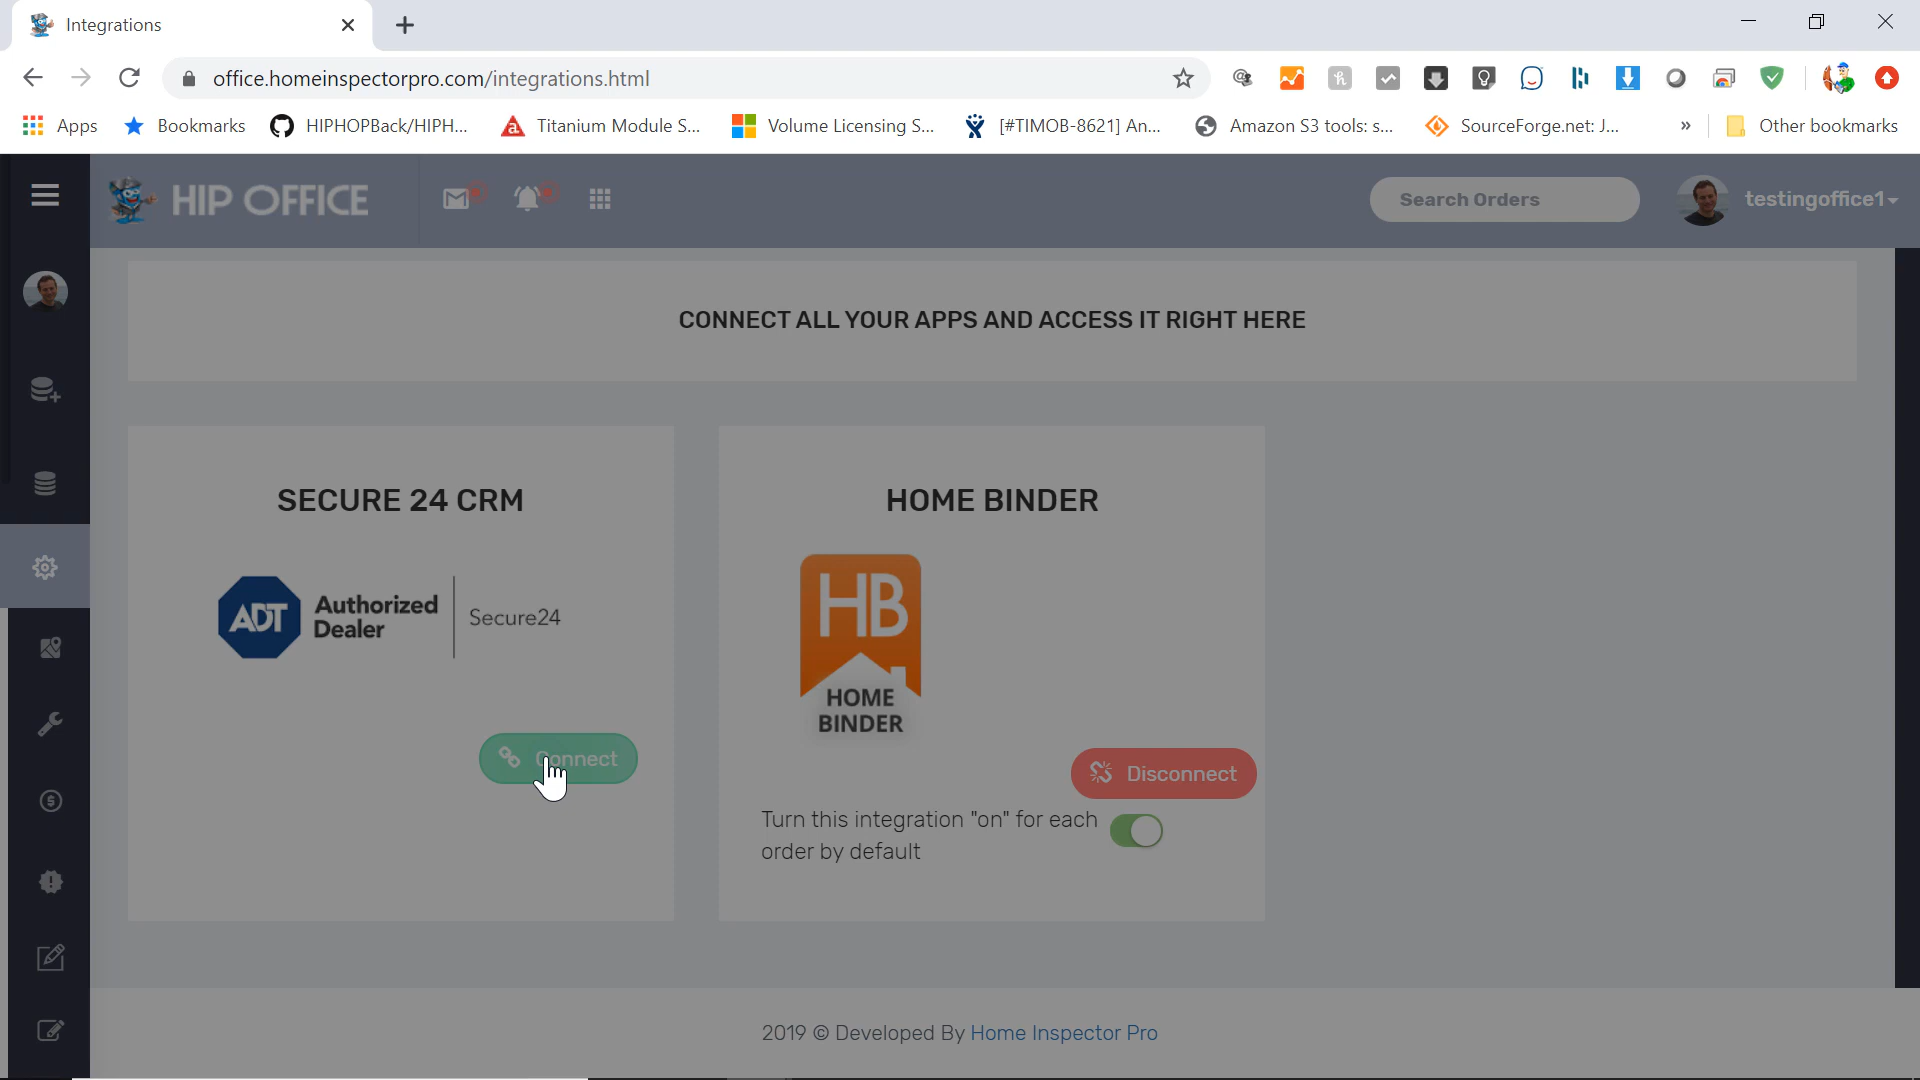 Integrations
office.homeinspectorpro.com/integrations.html
Apps Bookmarks HIPHOPBack/HIPH... Titanium Module S... Volume Licensing S... [#TIMOB-8621] An... Amazon S3 tools: s... SourceForge.net: J... » Other bookmarks
HIP OFFICE Search Orders testingoffice1
CONNECT ALL YOUR APPS AND ACCESS IT RIGHT HERE
SECURE 24 CRM
ADT Authorized Dealer Secure24
Connect
HOME BINDER
HB
HOME
BINDER
Disconnect
Turn this integration "on" for each
order by default
2019 © Developed By Home Inspector Pro